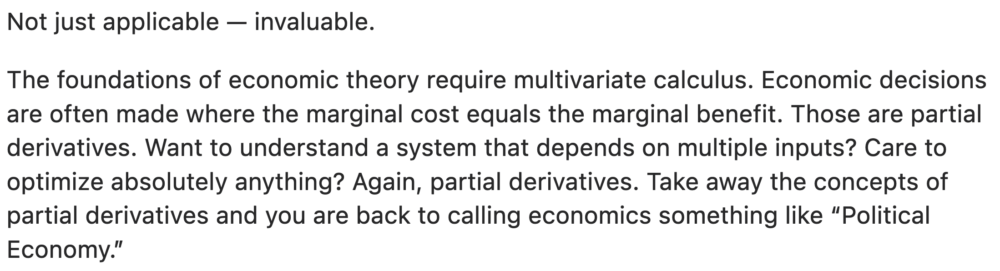 Not just applicable — invaluable.
The foundations of economic theory require multivariate calculus. Economic decisions
are often made where the marginal cost equals the marginal benefit. Those are partial
derivatives. Want to understand a system that depends on multiple inputs? Care to
optimize absolutely anything? Again, partial derivatives. Take away the concepts of
partial derivatives and you are back to calling economics something like “Political
Economy.”